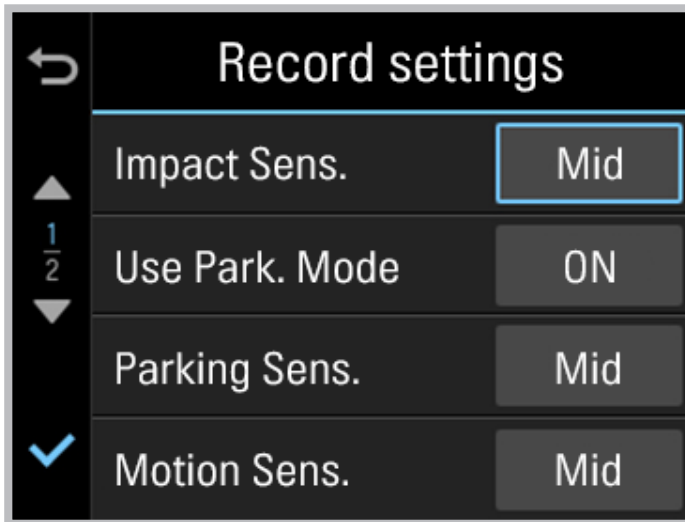 Record settings
Impact Sens. Mid
1
2
Use Park. Mode ON
Parking Sens. Mid
Motion Sens. Mid